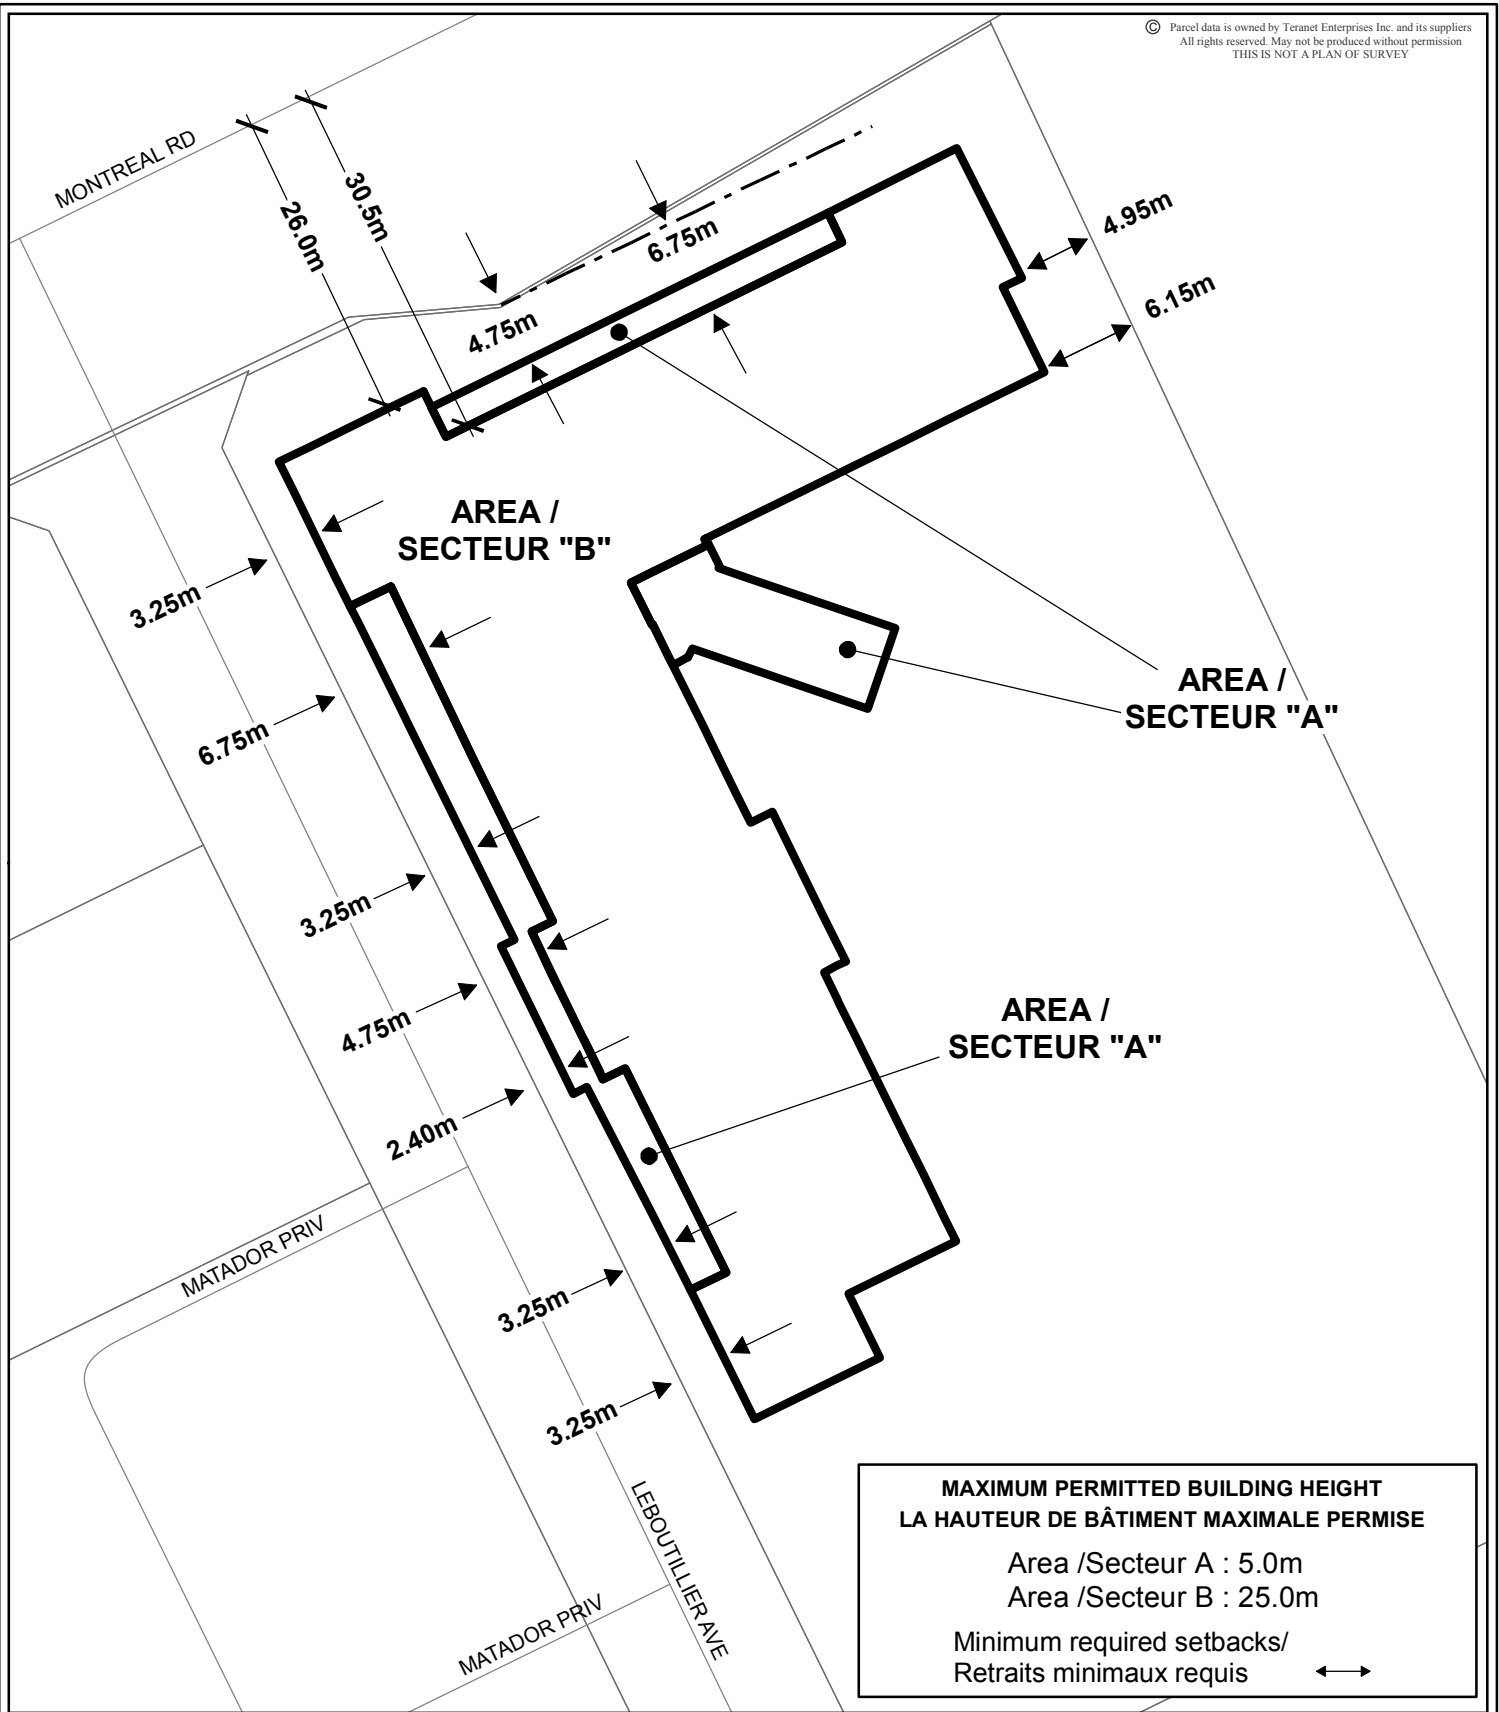 © Parcel data is owned by Teranet Enterprises Inc. and its suppliers
All rights reserved. May not be produced without permission
THIS IS NOT A PLAN OF SURVEY
MONTREAL RD
26.0m
30.5m
6.75m
4.75m
4.95m
6.15m
AREA /
SECTEUR "B"
3.25m
6.75m
AREA /
SECTEUR "A"
3.25m
4.75m
AREA /
SECTEUR "A"
2.40m
MATADOR PRIV
3.25m
3.25m
LEBOUTILLIER AVE
MATADOR PRIV
MAXIMUM PERMITTED BUILDING HEIGHT
LA HAUTEUR DE BÂTIMENT MAXIMALE PERMISE
Area /Secteur A : 5.0m
Area /Secteur B : 25.0m
Minimum required setbacks/
Retraits minimaux requis